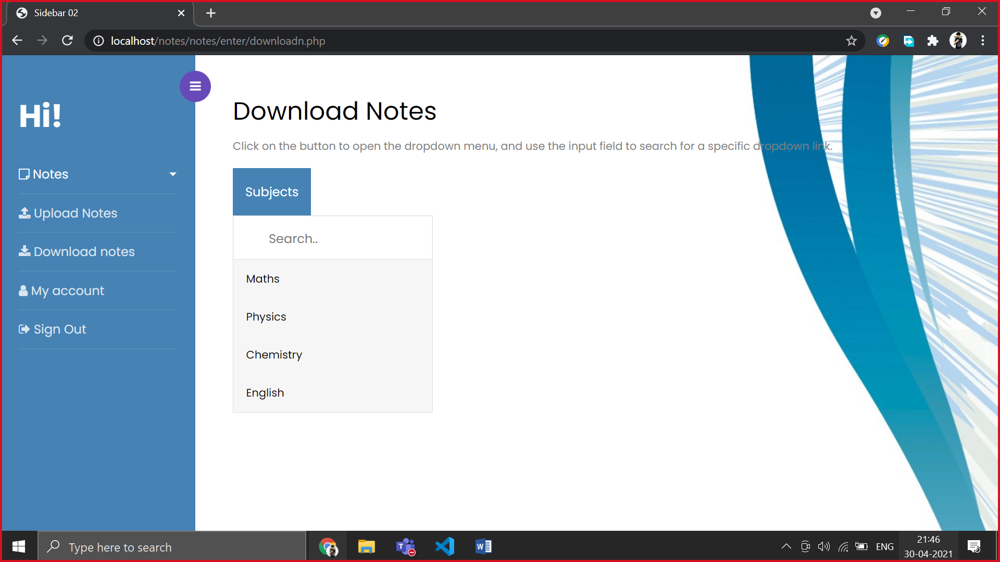 Sidebar 02
localhost/notes/notes/enter/downloadn.php
Hi!
Notes
Upload Notes
Download notes
My account
Sign Out
Download Notes
Click on the button to open the dropdown menu, and use the input field to search for a specific dropdown link.
Subjects
Search..
Maths
Physics
Chemistry
English
Type here to search
ENG
21:46
30-04-2021